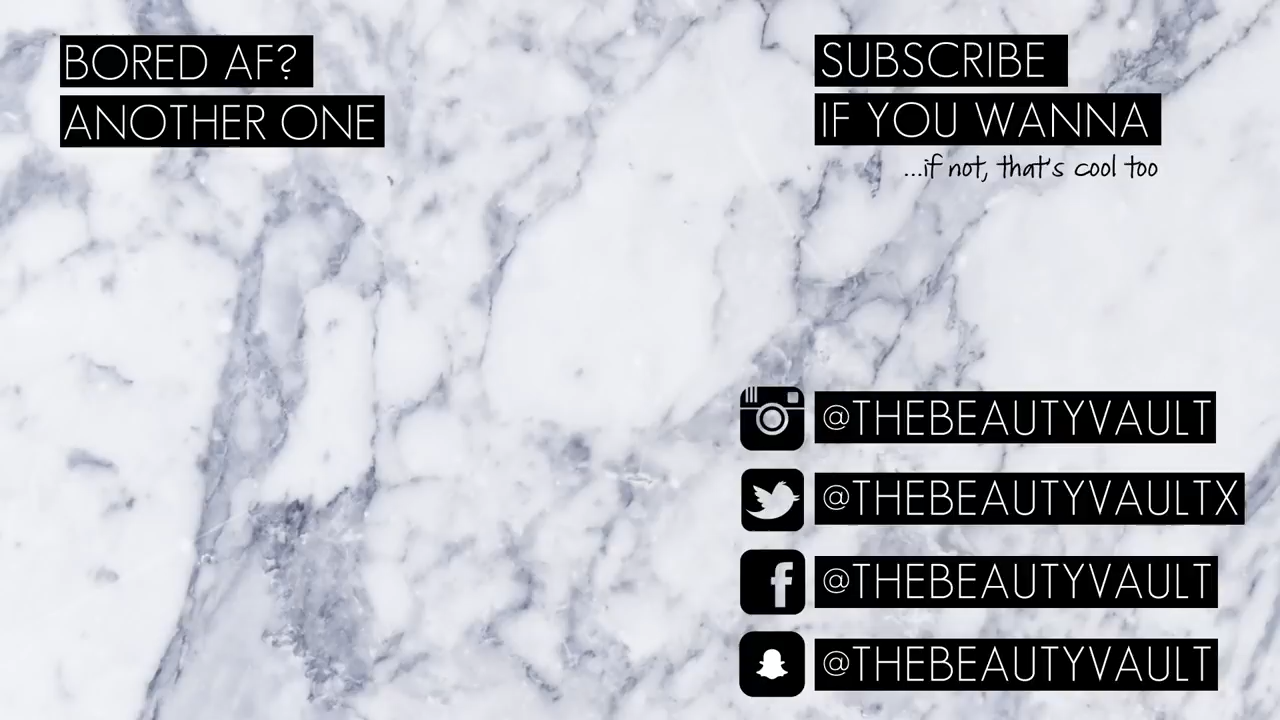 BORED AF?
ANOTHER ONE
SUBSCRIBE
IF YOU WANNA
...if not, that's cool too
@THEBEAUTYVAULT
@THEBEAUTYVAULTX
@THEBEAUTYVAULT
@THEBEAUTYVAULT